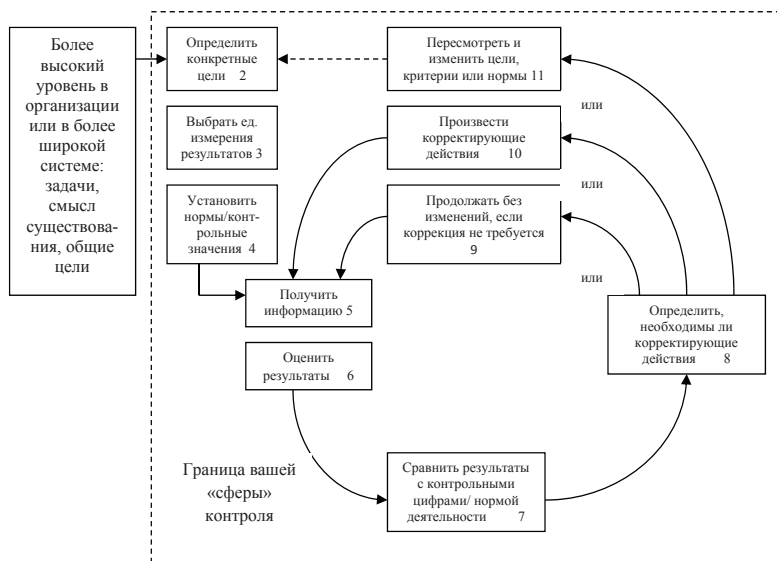 Более
высокий
уровень в
организации
или в более
широкой
системе:
задачи,
смысл
существова-
ния, общие
цели
Определить
конкретные
цели 2
Выбрать ед.
измерения
результатов 3
Установить
нормы/конт-
рольные
значения 4
Получить
информацию 5
Оценить
результаты 6
Граница вашей
«сферы»
контроля
Пересмотреть и
изменить цели,
критерии или нормы 11
или
Произвести
корректирующие
действия 10
или
Продолжать без
изменений, если
коррекция не требуется
9
или
Определить,
необходимы ли
корректирующие
действия 8
Сравнить результаты
с контрольными
цифрами/ нормой
деятельности 7